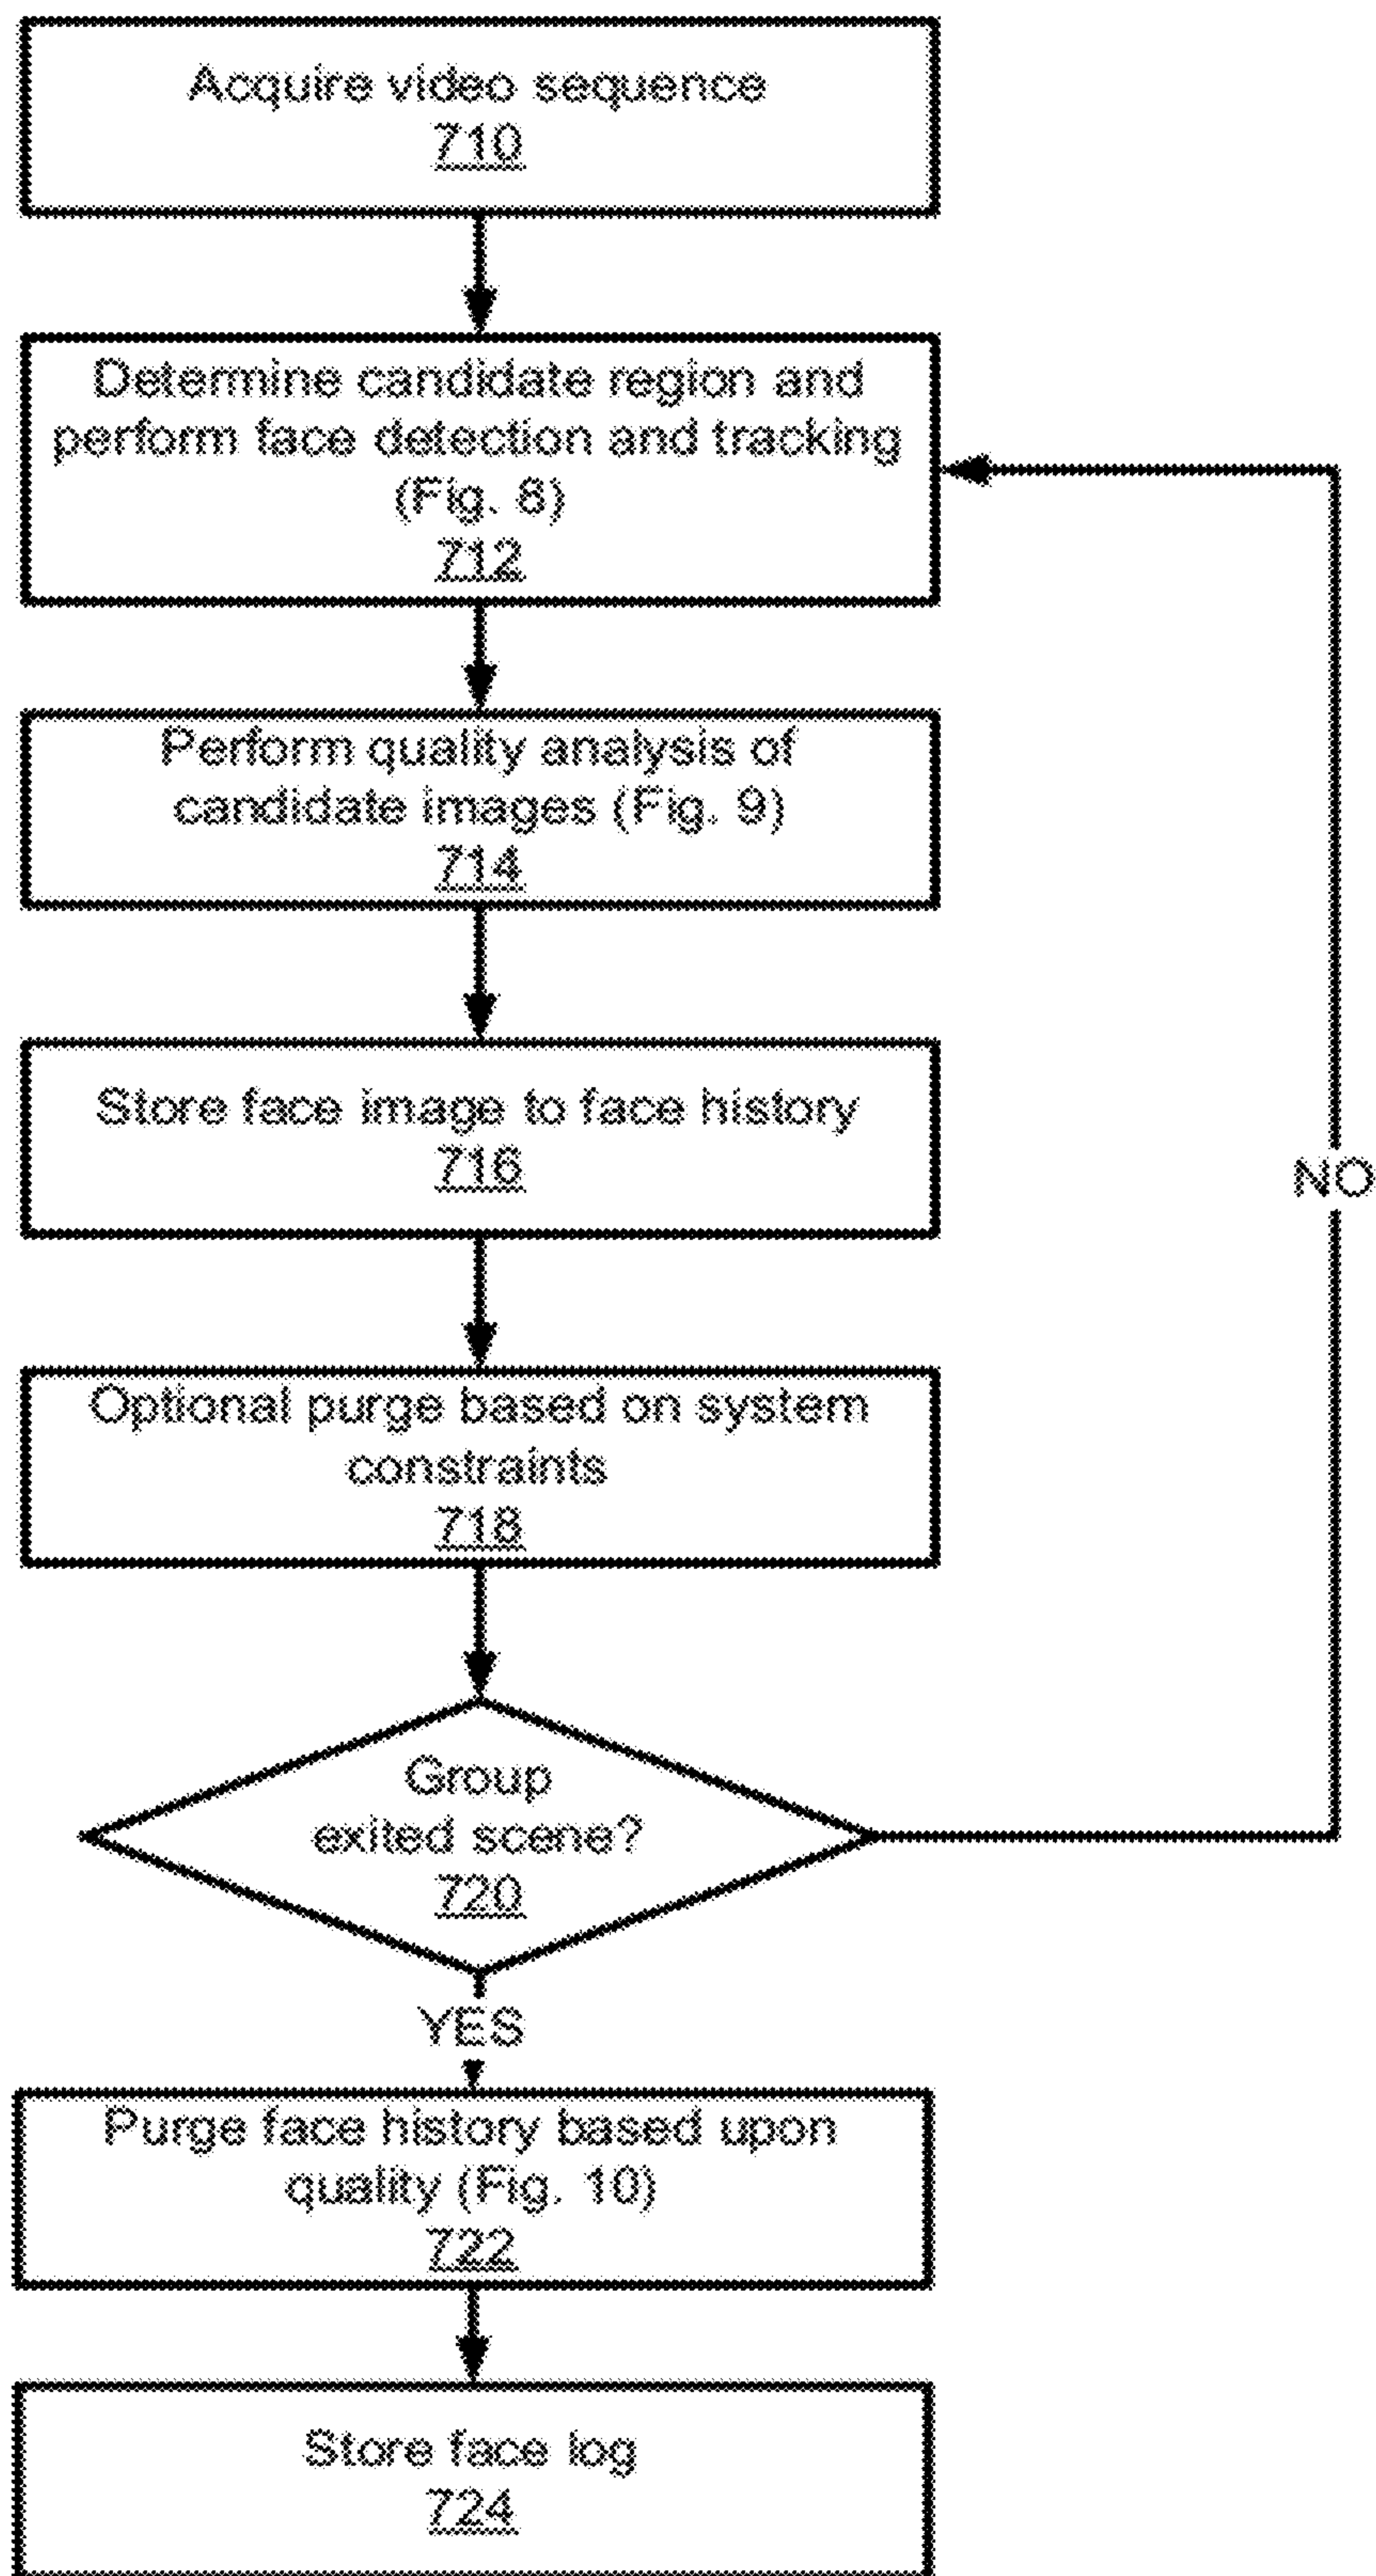 Acquire video sequence
710
Determine candidate region and
perform face detection and tracking
(Fig. 8)
712
Perform quality analysis of
candidate images (Fig. 9)
714
Store face image to face history
716
NO
Optional purge based on system
constraints
718
Group
exited scene?
720
YES
Purge face history based upon
quality (Fig. 10)
722
Store face log
724